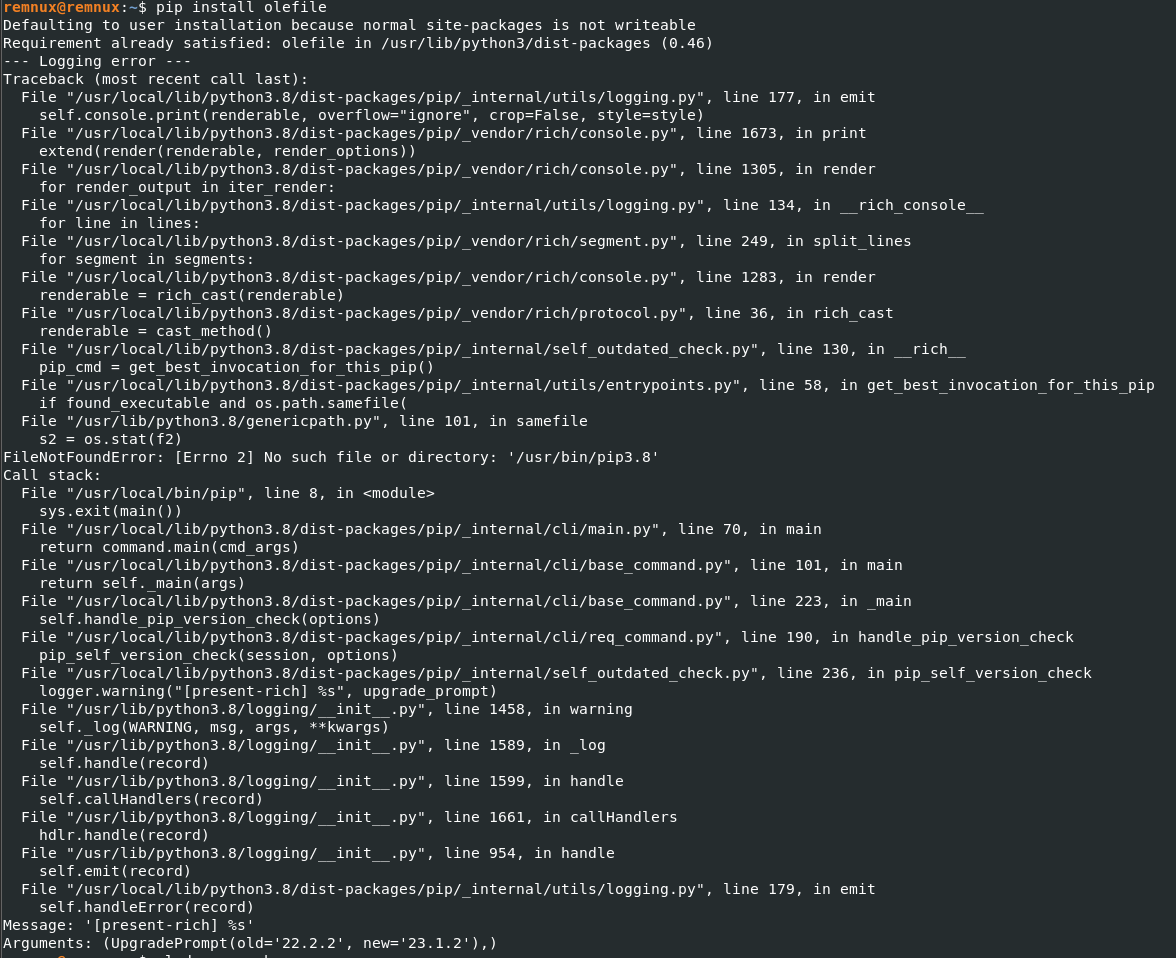 remnux@remnux:~$ pip install olefile
Defaulting to user installation because normal site-packages is not writeable
Requirement already satisfied: olefile in /usr/lib/python3/dist-packages (0.46)
--- Logging error ---
Traceback (most recent call last):
  File "/usr/local/lib/python3.8/dist-packages/pip/_internal/utils/logging.py", line 177, in emit
    self.console.print(renderable, overflow="ignore", crop=False, style=style)
  File "/usr/local/lib/python3.8/dist-packages/pip/_vendor/rich/console.py", line 1673, in print
    extend(render(renderable, render_options))
  File "/usr/local/lib/python3.8/dist-packages/pip/_vendor/rich/console.py", line 1305, in render
    for render_output in iter_render:
  File "/usr/local/lib/python3.8/dist-packages/pip/_internal/utils/logging.py", line 134, in __rich_console__
    for line in lines:
  File "/usr/local/lib/python3.8/dist-packages/pip/_vendor/rich/segment.py", line 249, in split_lines
    for segment in segments:
  File "/usr/local/lib/python3.8/dist-packages/pip/_vendor/rich/console.py", line 1283, in render
    renderable = rich_cast(renderable)
  File "/usr/local/lib/python3.8/dist-packages/pip/_vendor/rich/protocol.py", line 36, in rich_cast
    renderable = cast_method()
  File "/usr/local/lib/python3.8/dist-packages/pip/_internal/self_outdated_check.py", line 130, in __rich__
    pip_cmd = get_best_invocation_for_this_pip()
  File "/usr/local/lib/python3.8/dist-packages/pip/_internal/utils/entrypoints.py", line 58, in get_best_invocation_for_this_pip
    if found_executable and os.path.samefile(
  File "/usr/lib/python3.8/genericpath.py", line 101, in samefile
    s2 = os.stat(f2)
FileNotFoundError: [Errno 2] No such file or directory: '/usr/bin/pip3.8'
Call stack:
  File "/usr/local/bin/pip", line 8, in <module>
    sys.exit(main())
  File "/usr/local/lib/python3.8/dist-packages/pip/_internal/cli/main.py", line 70, in main
    return command.main(cmd_args)
  File "/usr/local/lib/python3.8/dist-packages/pip/_internal/cli/base_command.py", line 101, in main
    return self._main(args)
  File "/usr/local/lib/python3.8/dist-packages/pip/_internal/cli/base_command.py", line 223, in _main
    self.handle_pip_version_check(options)
  File "/usr/local/lib/python3.8/dist-packages/pip/_internal/cli/req_command.py", line 190, in handle_pip_version_check
    pip_self_version_check(session, options)
  File "/usr/local/lib/python3.8/dist-packages/pip/_internal/self_outdated_check.py", line 236, in pip_self_version_check
    logger.warning("[present-rich] %s", upgrade_prompt)
  File "/usr/lib/python3.8/logging/__init__.py", line 1458, in warning
    self._log(WARNING, msg, args, **kwargs)
  File "/usr/lib/python3.8/logging/__init__.py", line 1589, in _log
    self.handle(record)
  File "/usr/lib/python3.8/logging/__init__.py", line 1599, in handle
    self.callHandlers(record)
  File "/usr/lib/python3.8/logging/__init__.py", line 1661, in callHandlers
    hdlr.handle(record)
  File "/usr/lib/python3.8/logging/__init__.py", line 954, in handle
    self.emit(record)
  File "/usr/local/lib/python3.8/dist-packages/pip/_internal/utils/logging.py", line 179, in emit
    self.handleError(record)
Message: '[present-rich] %s'
Arguments: (UpgradePrompt(old='22.2.2', new='23.1.2'),)